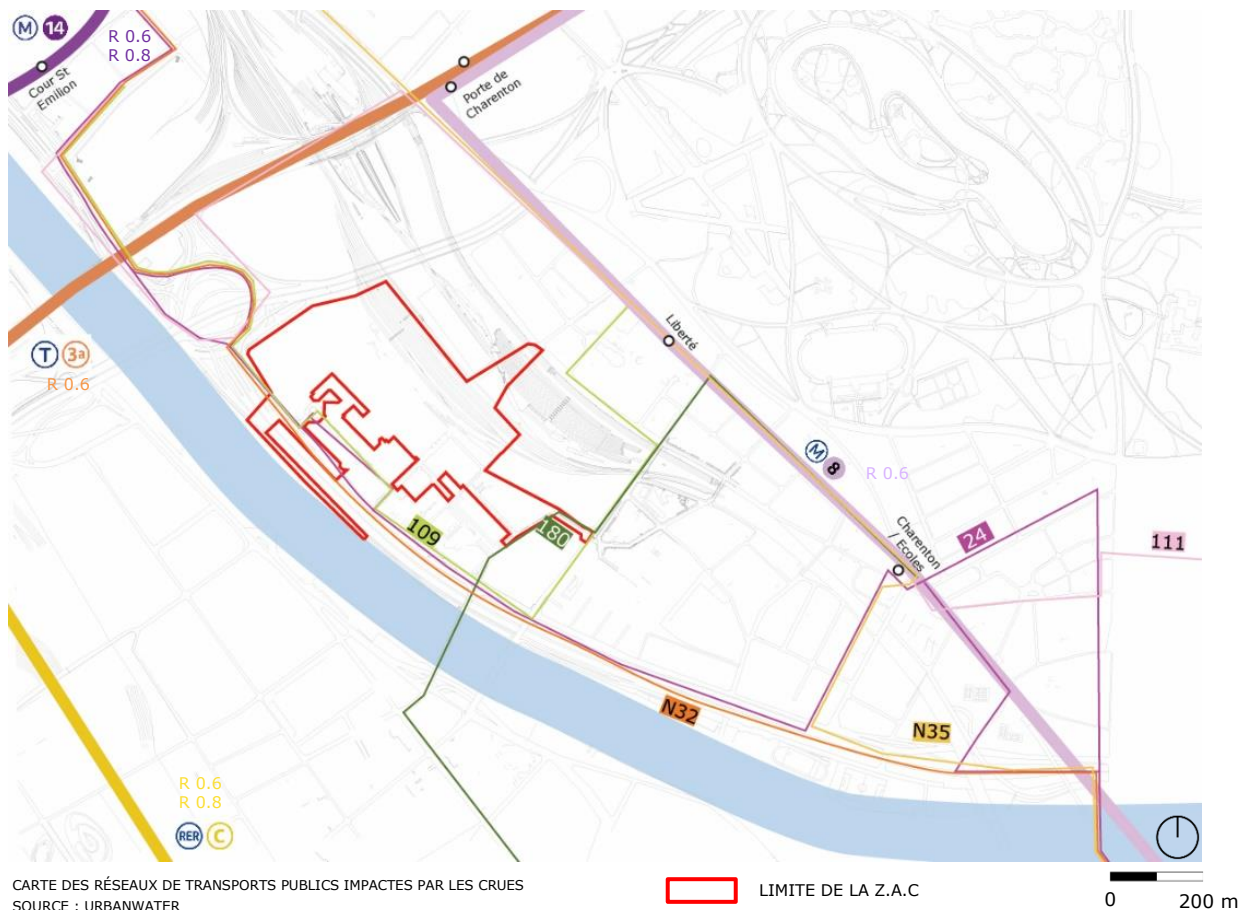 M 14
R 0.6
R 0.8
Cour St
Emilion
Porte de
Charenton
T 3a
R 0.6
Liberté
M 8
R 0.6
109
180
Charenton
/ Ecoles
24
111
N32
N35
R 0.6
R 0.8
RER C
CARTE DES RÉSEAUX DE TRANSPORTS PUBLICS IMPACTES PAR LES CRUES
SOURCE : URBANWATER
LIMITE DE LA Z.A.C
0 200 m